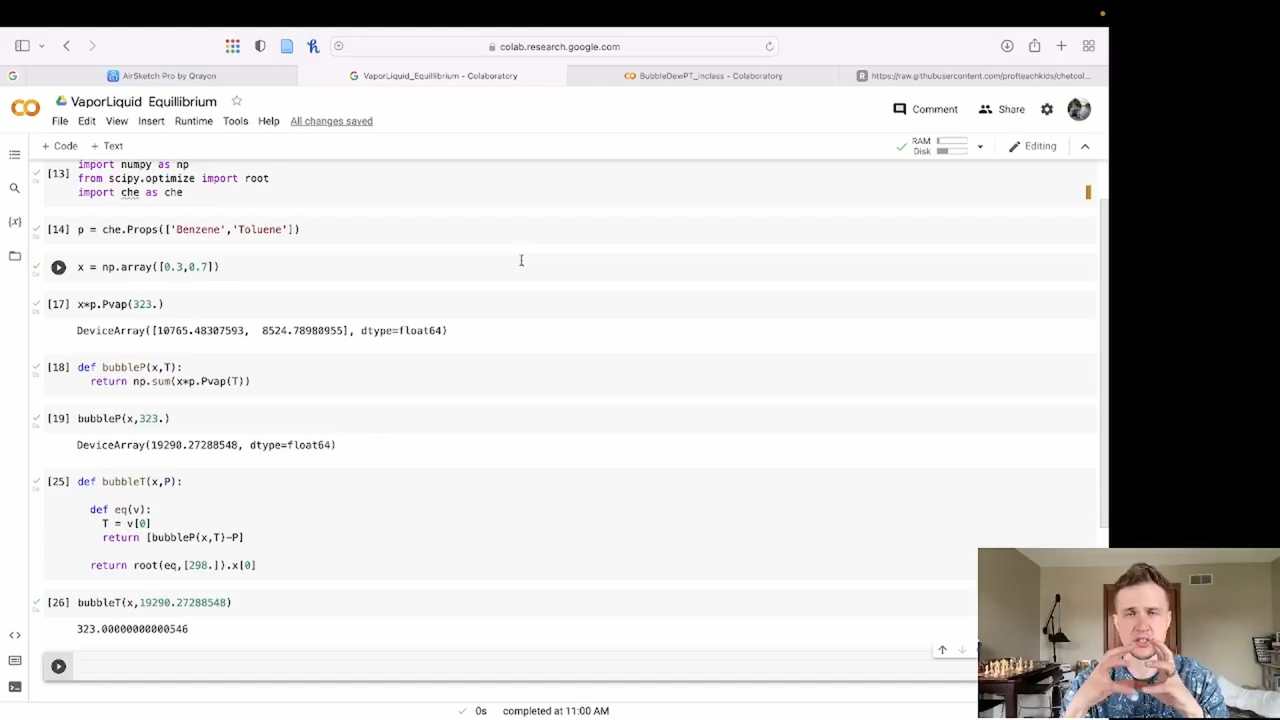 colab.research.google.com
AirSketch Pro by Qrayon
VaporLiquid_Equillibrium - Colaboratory
BubbleDewPT_Inclass - Colaboratory
https://raw.githubusercontent.com/profteachkids/chetcol...
VaporLiquid Equillibrium
File Edit View Insert Runtime Tools Help All changes saved
Comment Share
+ Code + Text
RAM
Disk
Editing
[13] import numpy as np
from scipy.optimize import root
import che as che
[14] p = che.Props(['Benzene','Toluene'])
x = np.array([0.3,0.7])
[17] x*p.Pvap(323.)
DeviceArray([10765.48307593, 8524.78980955], dtype=float64)
[18] def bubbleP(x,T):
return np.sum(x*p.Pvap(T))
[19] bubbleP(x,323.)
DeviceArray(19290.27288548, dtype=float64)
[25] def bubbleT(x,P):
def eq(v):
T = v[0]
return [bubbleP(x,T)-P]
return root(eq,[298.]).x[0]
[26] bubbleT(x,19290.27288548)
323.00000000000546
0s completed at 11:00 AM